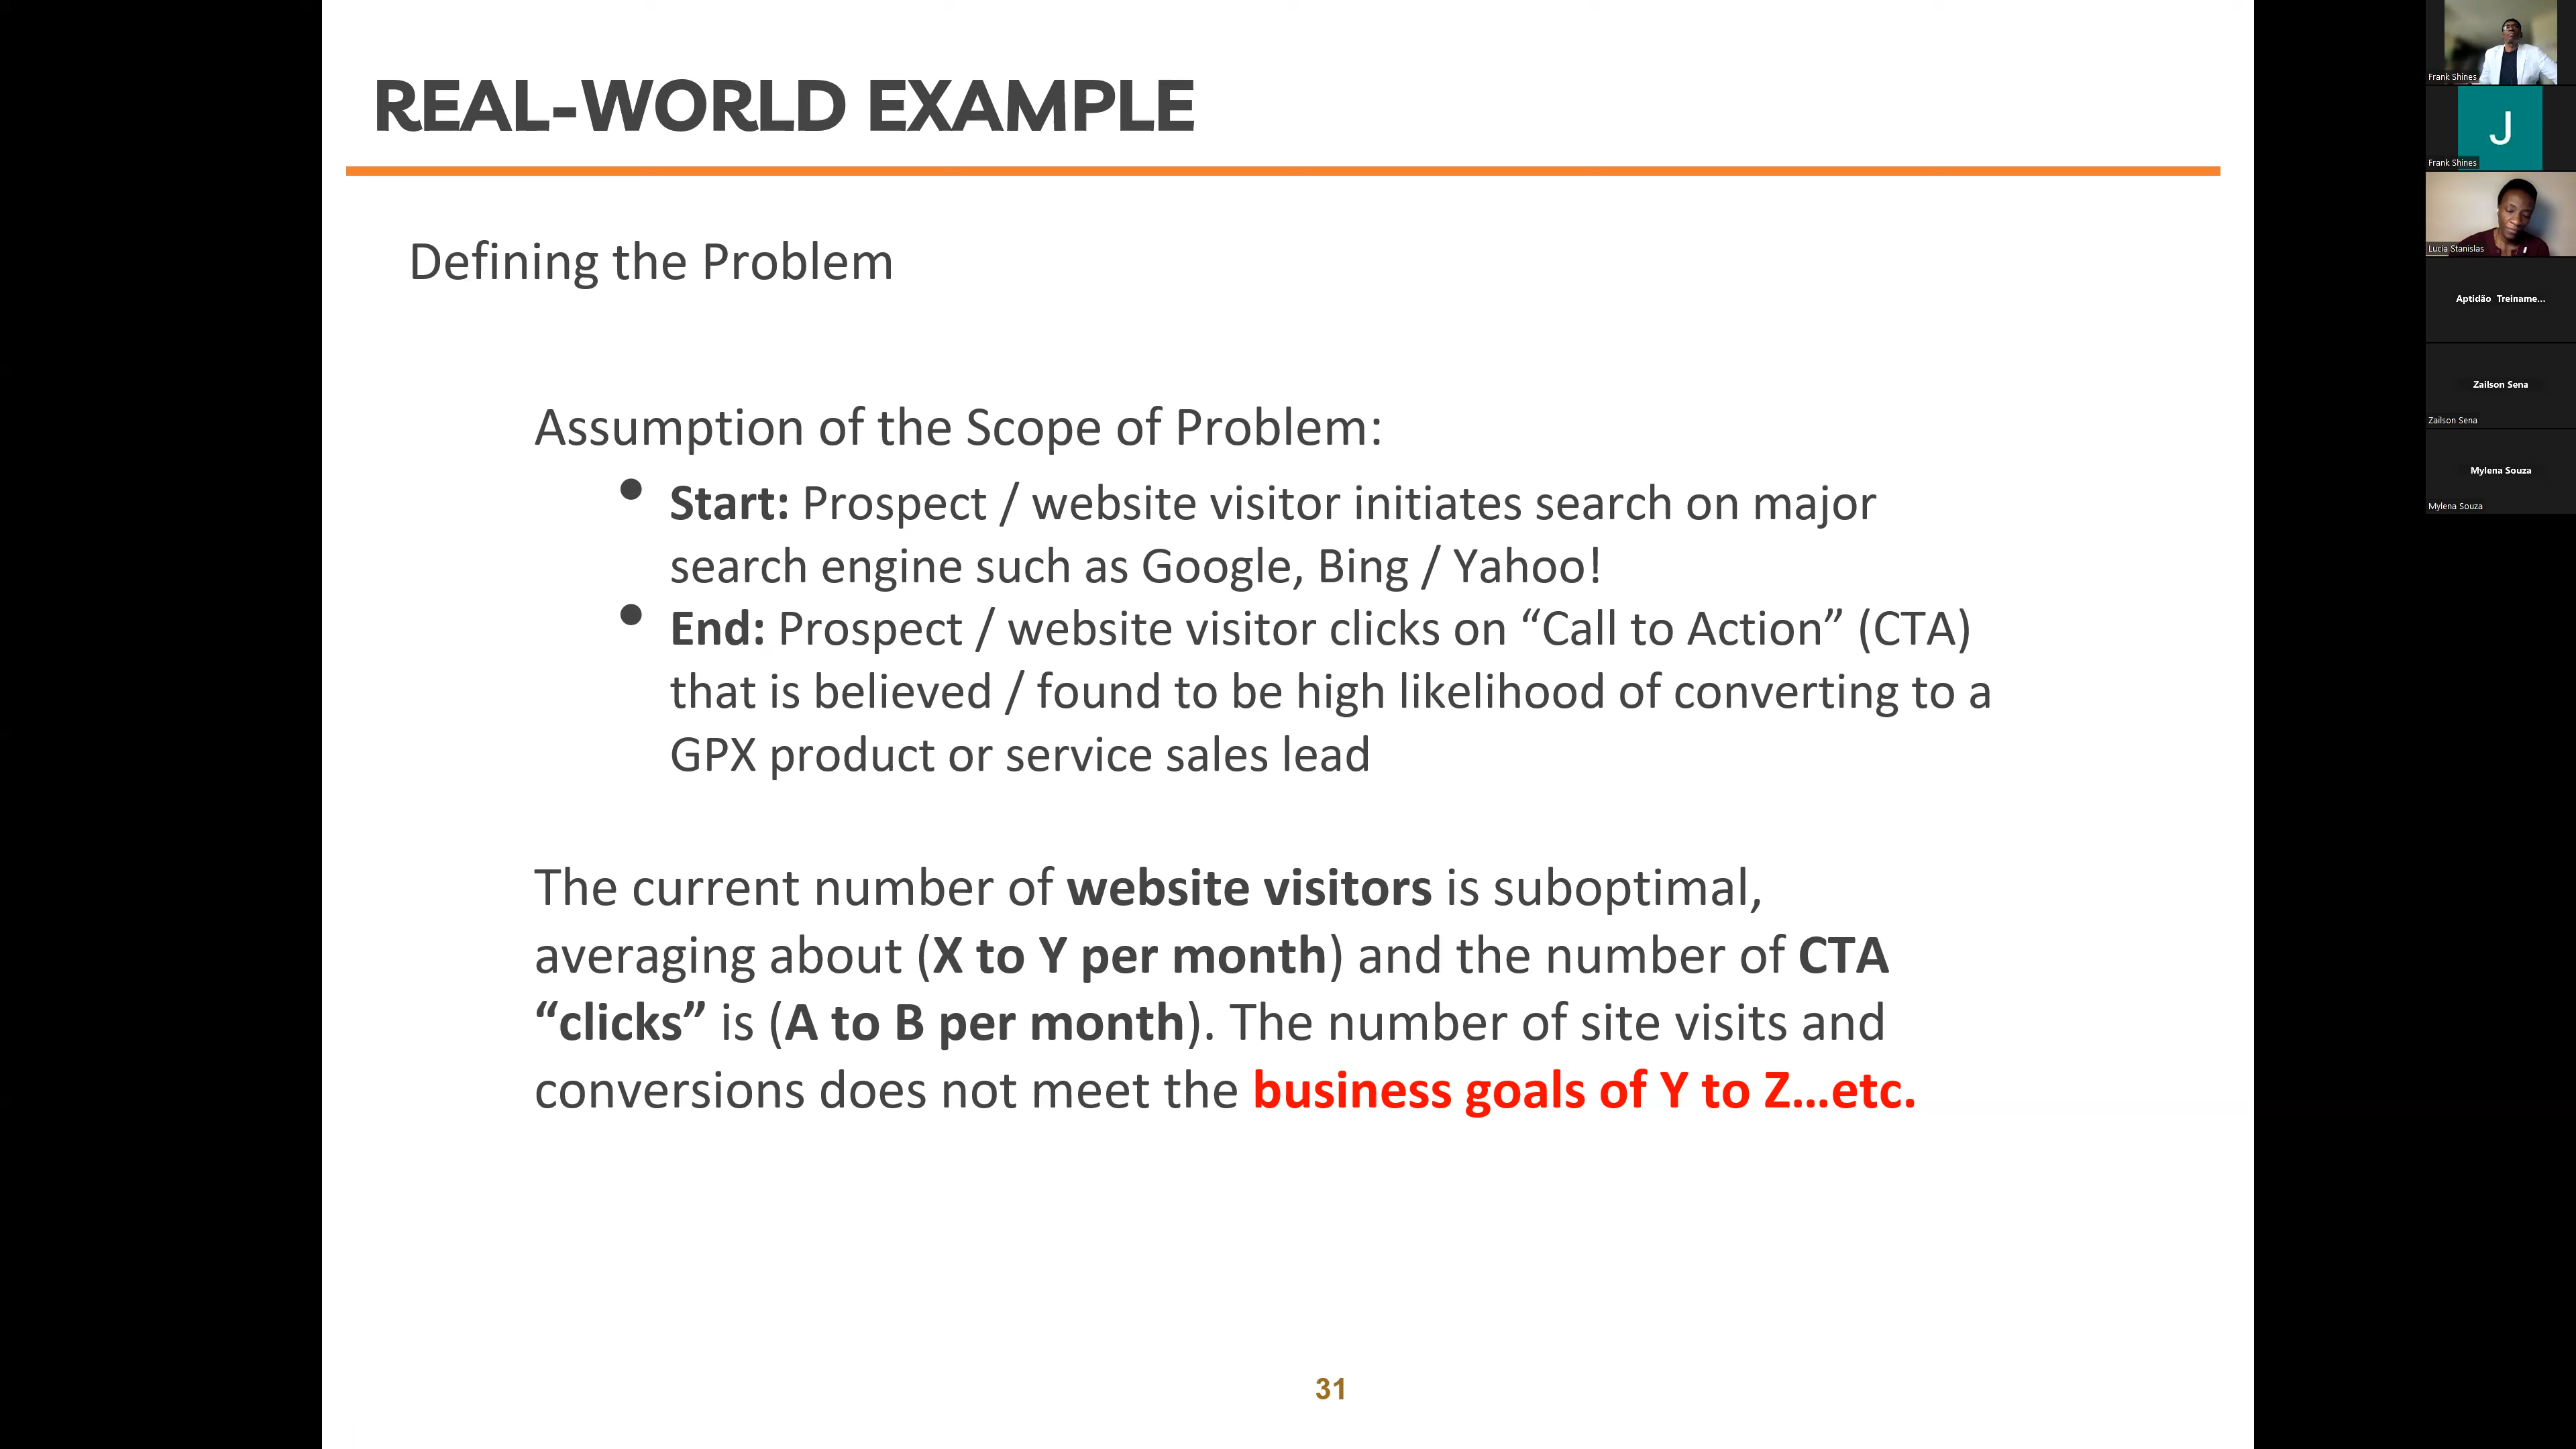 REAL-WORLD EXAMPLE
Defining the Problem
Assumption of the Scope of Problem:
• Start: Prospect / website visitor initiates search on major
search engine such as Google, Bing / Yahoo!
• End: Prospect / website visitor clicks on “Call to Action” (CTA)
that is believed / found to be high likelihood of converting to a
GPX product or service sales lead
The current number of website visitors is suboptimal,
averaging about (X to Y per month) and the number of CTA
“clicks” is (A to B per month). The number of site visits and
conversions does not meet the business goals of Y to Z...etc.
31
Frank Shines
J
Frank Shines
Lucia Stanislas
Aptidão Treiname...
Zailson Sena
Zailson Sena
Mylena Souza
Mylena Souza